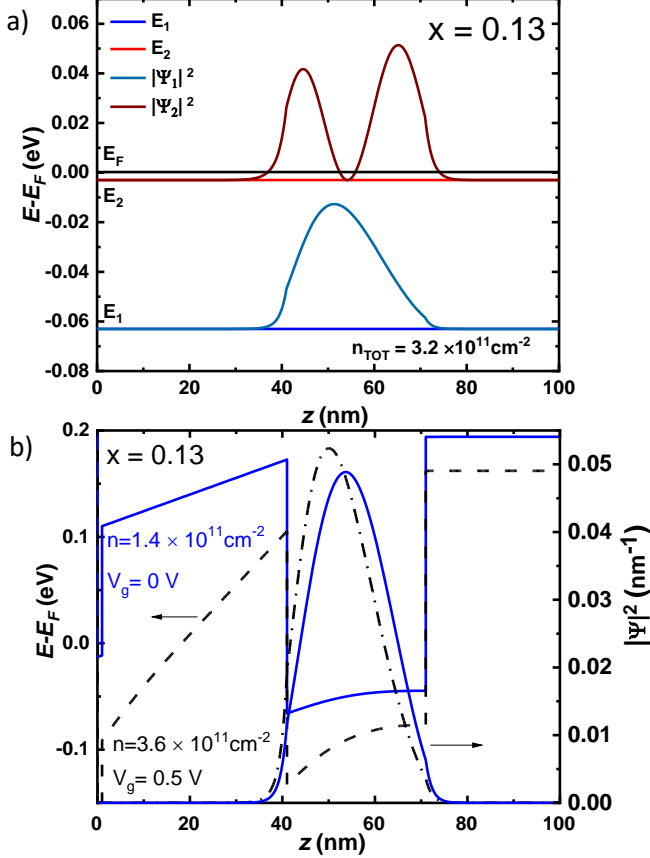 a)
E₁
E₂
|Ψ₁|²
|Ψ₂|²
x = 0.13
E-E_F (eV)
0.06
0.04
0.02
0.00
-0.02
-0.04
-0.06
-0.08
E_F
E₂
E₁
n_TOT = 3.2 ×10¹¹cm⁻²
0 20 40 60 80 100
z (nm)
b)
x = 0.13
E-E_F (eV)
0.2
0.1
0.0
-0.1
n=1.4 × 10¹¹cm⁻²
V_g= 0 V
n=3.6 × 10¹¹cm⁻²
V_g= 0.5 V
0.05
0.04
0.03
0.02
0.01
0.00
|Ψ|² (nm⁻¹)
0 20 40 60 80 100
z (nm)